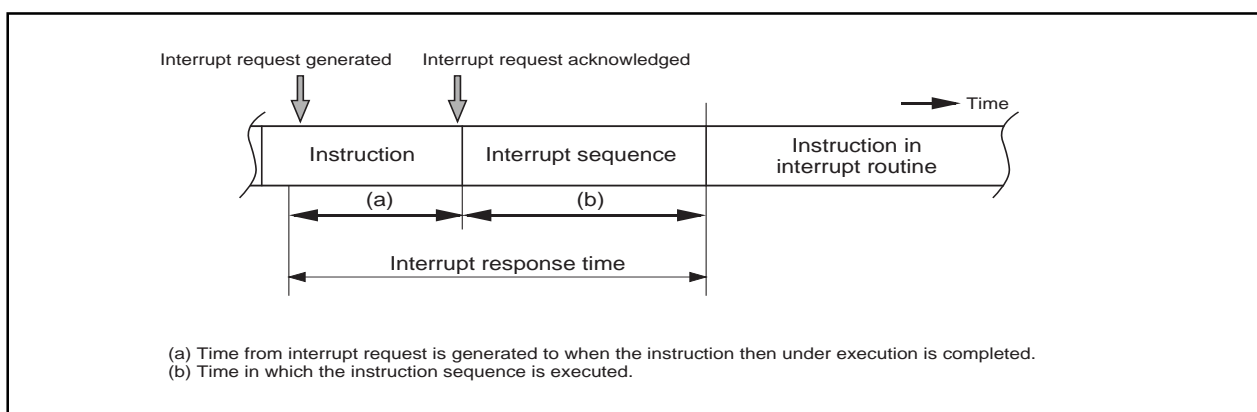 Interrupt request generated
Interrupt request acknowledged
Time
Instruction
Interrupt sequence
Instruction in
interrupt routine
(a)
(b)
Interrupt response time
(a) Time from interrupt request is generated to when the instruction then under execution is completed.
(b) Time in which the instruction sequence is executed.